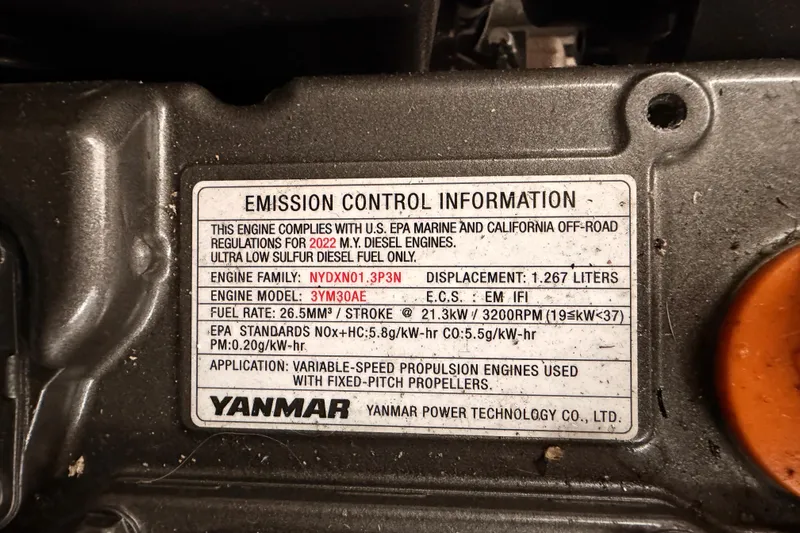 EMISSION CONTROL INFORMATION
THIS ENGINE COMPLIES WITH U.S. EPA MARINE AND CALIFORNIA OFF-ROAD
REGULATIONS FOR 2022 M.Y. DIESEL ENGINES.
ULTRA LOW SULFUR DIESEL FUEL ONLY.
ENGINE FAMILY: NYDXN01.3P3N DISPLACEMENT: 1.267 LITERS
ENGINE MODEL: 3YM30AE E.C.S. : EM IFI
FUEL RATE: 26.5MM³ / STROKE @ 21.3kW / 3200RPM (19≦kW<37)
EPA STANDARDS NOx+HC:5.8g/kW-hr CO:5.5g/kW-hr
PM:0.20g/kW-hr
APPLICATION: VARIABLE-SPEED PROPULSION ENGINES USED
WITH FIXED-PITCH PROPELLERS.
YANMAR YANMAR POWER TECHNOLOGY CO., LTD.